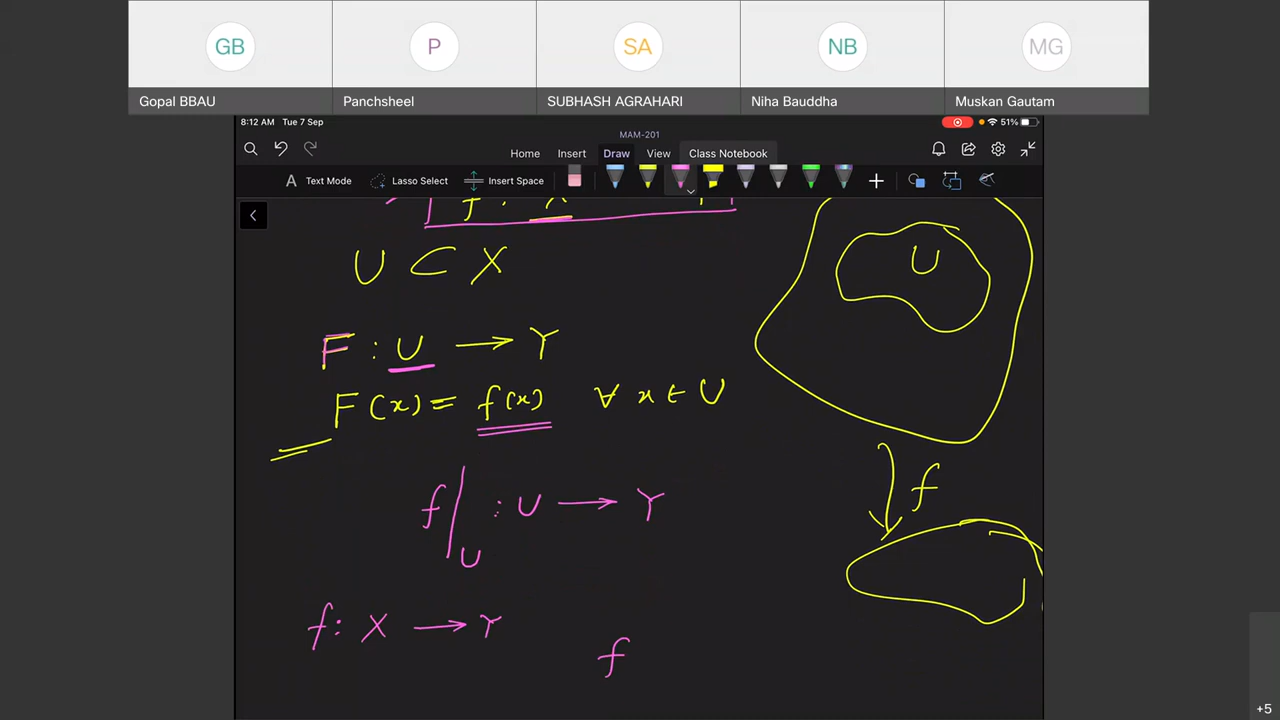 GB P SA NB MG
Gopal BBAU Panchsheel SUBHASH AGRAHARI Niha Bauddha Muskan Gautam
8:12 AM Tue 7 Sep 51%
MAM-201
Home Insert Draw View Class Notebook
A Text Mode Lasso Select Insert Space
f : X
U ⊂ X
U
F : U → Y
F(x) = f(x) ∀ x ∈ U
f
f|U : U → Y
f : X → Y
f
+5